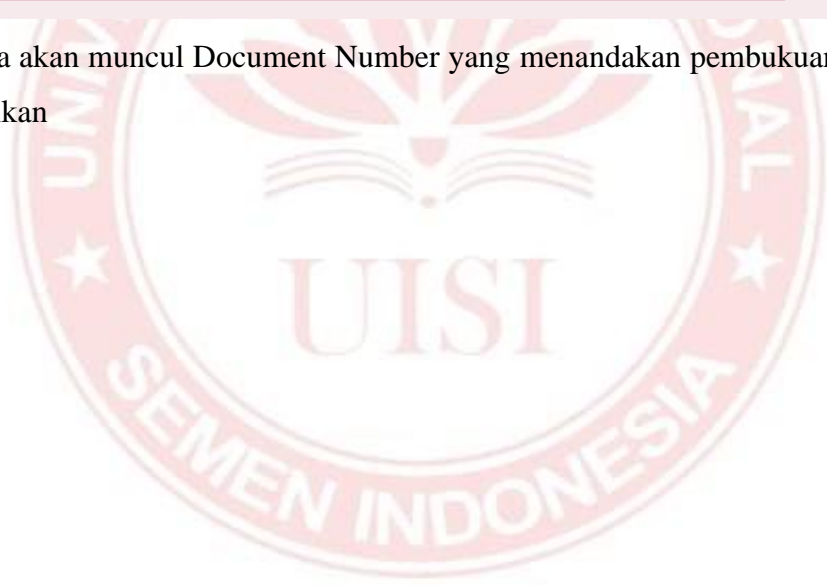 a akan muncul Document Number yang menandakan pembukuan
kan
UISI
SEMEN INDONESIA